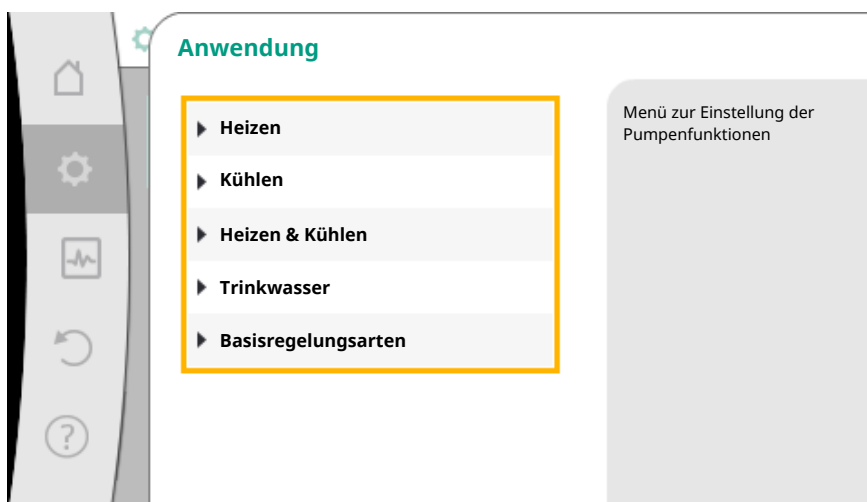 Anwendung
Heizen
Kühlen
Heizen & Kühlen
Trinkwasser
Basisregelungsarten
Menü zur Einstellung der
Pumpenfunktionen
?